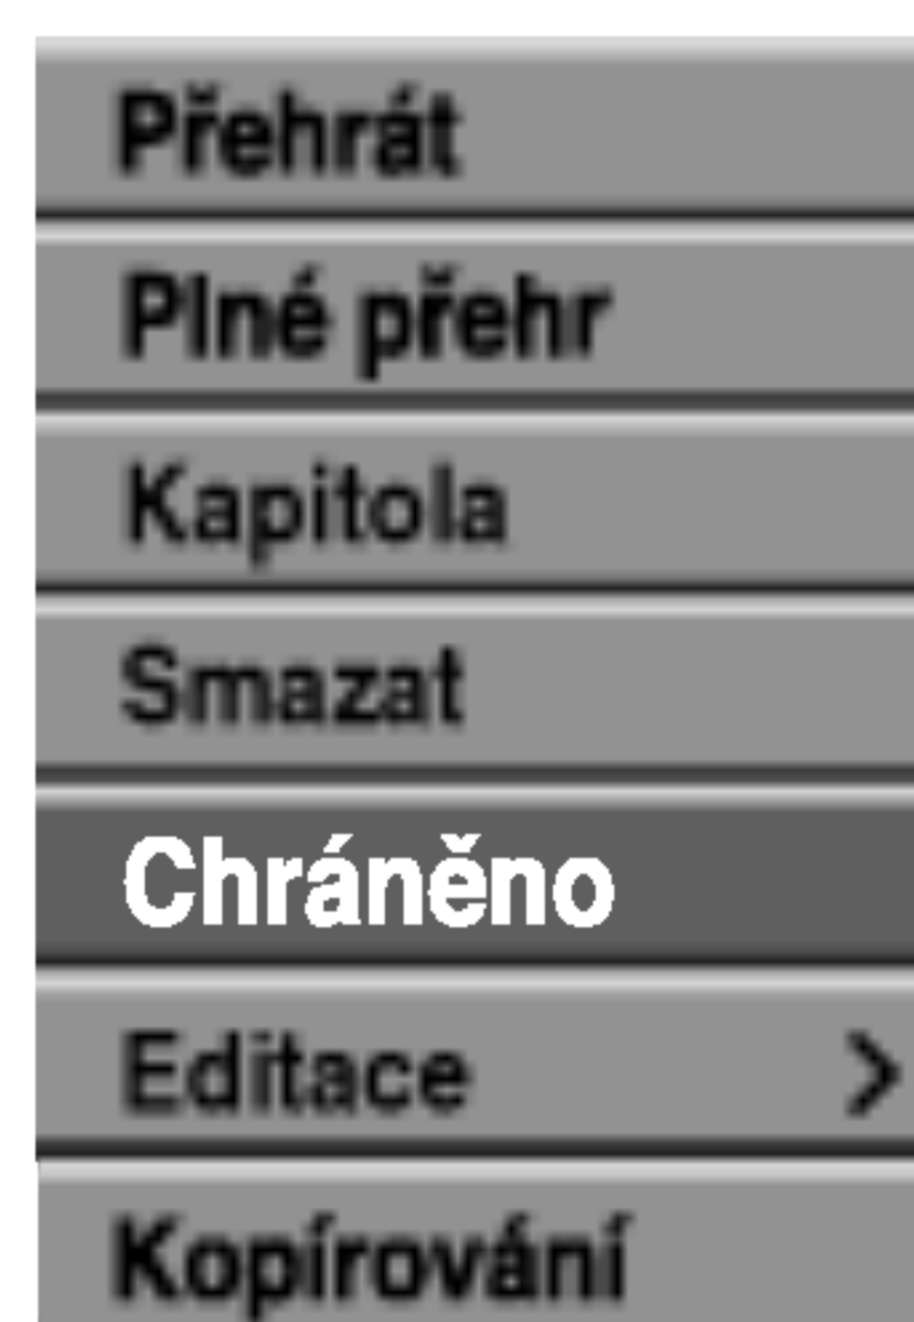 Přehrát
Plné přehr
Kapitola
Smazat
Chráněno
Editace >
Kopírování